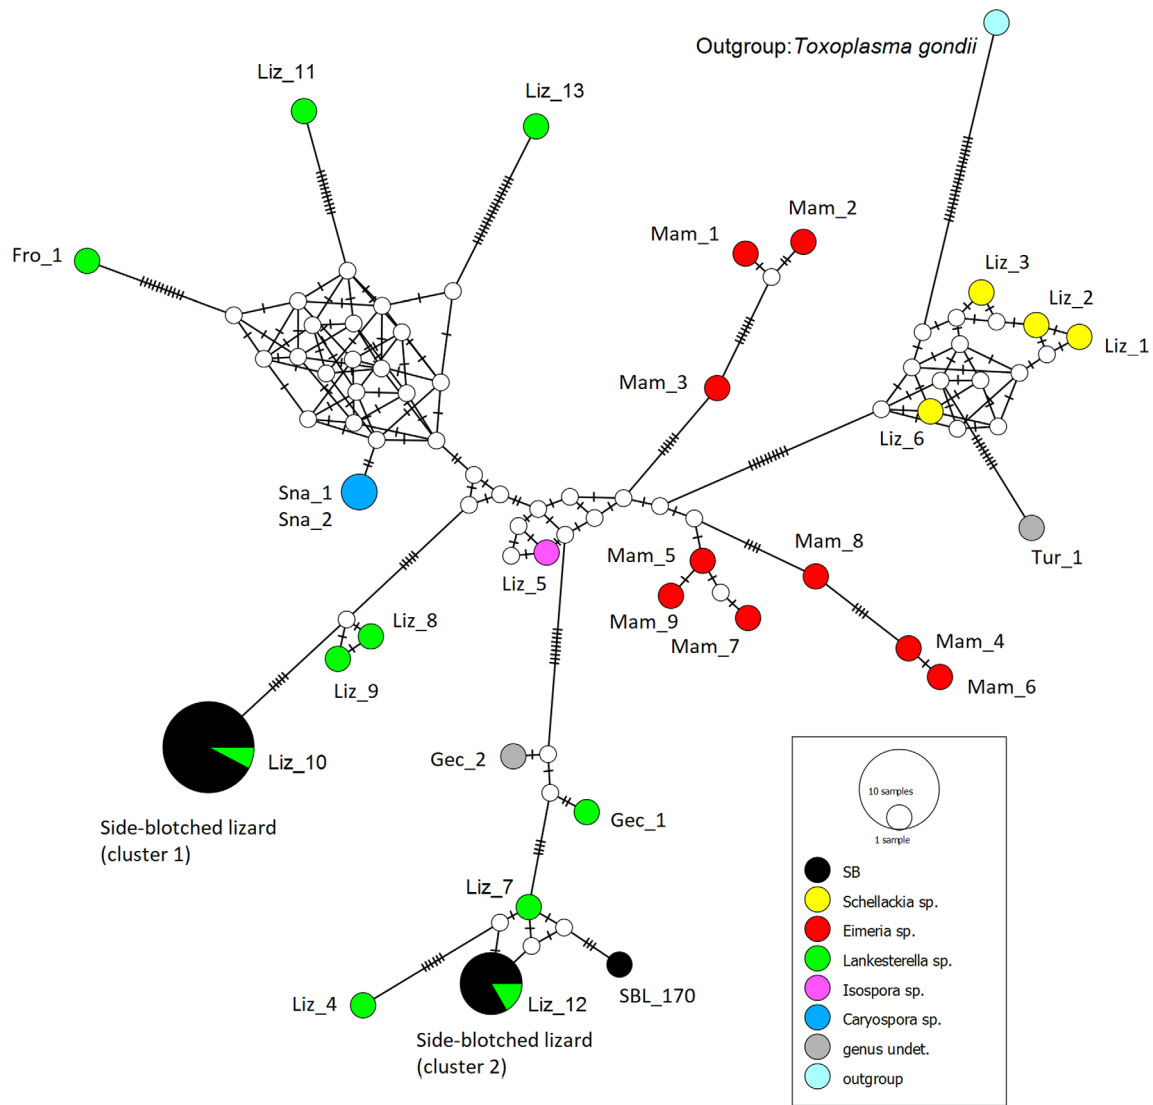 Outgroup:Toxoplasma gondii
Liz_11
Liz_13
Mam_2
Mam_1
Fro_1
Liz_3
Liz_2
Liz_1
Mam_3
Liz_6
Sna_1
Sna_2
Tur_1
Mam_8
Mam_5
Liz_5
Mam_9
Mam_7
Liz_8
Mam_4
Mam_6
Liz_9
Liz_10
Gec_2
Gec_1
Side-blotched lizard
(cluster 1)
Liz_7
SBL_170
Liz_4
Liz_12
Side-blotched lizard
(cluster 2)
10 samples
1 sample
SB
Schellackia sp.
Eimeria sp.
Lankesterella sp.
Isospora sp.
Caryospora sp.
genus undet.
outgroup